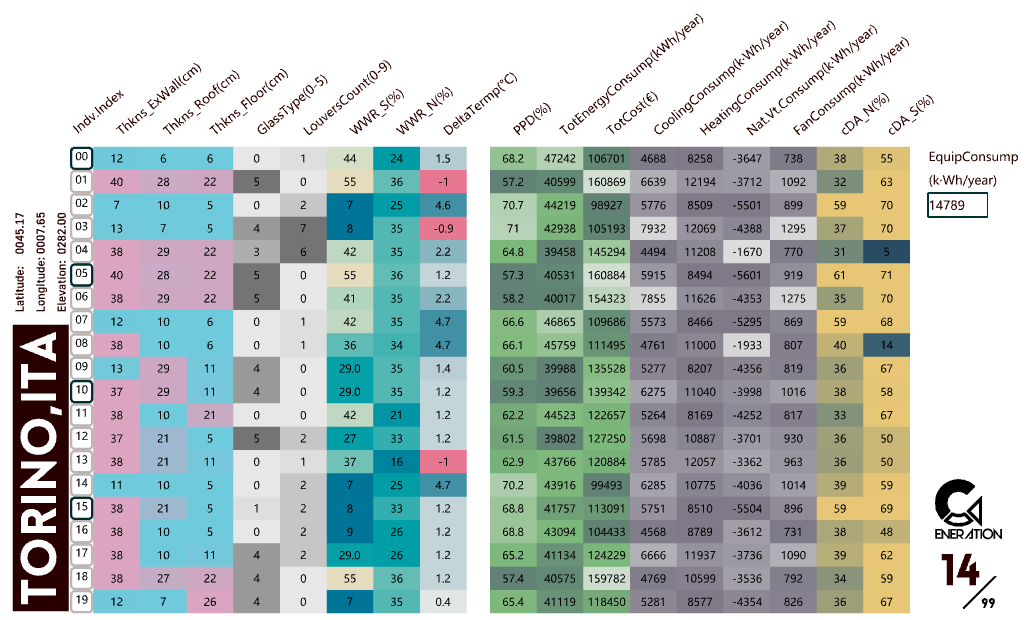 Indv.Index Thkns_ExWall(cm) Thkns_Roof(cm) Thkns_Floor(cm) GlassType(0-5) LouversCount(0-9) WWR_S(%) WWR_N(%) DeltaTermp(°C) PPD(%) TotEnergyConsump(kWh/year) TotCost(€) CoolingConsump(k·Wh/year) HeatingConsump(k·Wh/year) Nat.Vt.Consump(k·Wh/year) FanConsump(k·Wh/year) cDA_N(%) cDA_S(%)
00 12 6 6 0 1 44 24 1.5 68.2 47242 106701 4688 8258 -3647 738 38 55
01 40 28 22 5 0 55 36 -1 57.2 40599 160869 6639 12194 -3712 1092 32 63
02 7 10 5 0 2 7 25 4.6 70.7 44219 98927 5776 8509 -5501 899 59 70
03 13 7 5 4 7 8 35 -0.9 71 42938 105193 7932 12069 -4388 1295 37 70
04 38 29 22 3 6 42 35 2.2 64.8 39458 145294 4494 11208 -1670 770 31 5
05 40 28 22 5 0 55 36 1.2 57.3 40531 160884 5915 8494 -5601 919 61 71
06 38 29 22 5 0 41 35 2.2 58.2 40017 154323 7855 11626 -4353 1275 35 70
07 12 10 6 0 1 42 35 4.7 66.6 46865 109686 5573 8466 -5295 869 59 68
08 38 10 6 0 1 36 34 4.7 66.1 45759 111495 4761 11000 -1933 807 40 14
09 13 29 11 4 0 29.0 35 1.4 60.5 39988 135528 5277 8207 -4356 819 36 67
10 37 29 11 4 0 29.0 35 1.2 59.3 39656 139342 6275 11040 -3998 1016 38 58
11 38 10 21 0 0 42 21 1.2 62.2 44523 122657 5264 8169 -4252 817 33 67
12 37 21 5 5 2 27 33 1.2 61.5 39802 127250 5698 10887 -3701 930 36 50
13 38 21 11 0 1 37 16 -1 62.9 43766 120884 5785 12057 -3362 963 36 50
14 11 10 5 0 2 7 25 4.7 70.2 43916 99493 6285 10775 -4036 1014 39 59
15 38 21 5 1 2 8 33 1.2 68.8 41757 113091 5751 8510 -5504 896 59 69
16 38 10 5 0 2 9 26 1.2 68.8 43094 104433 4568 8789 -3612 731 38 48
17 38 10 11 4 2 29.0 26 1.2 65.2 41134 124229 6666 11937 -3736 1090 39 62
18 38 27 22 4 0 55 36 1.2 57.4 40575 159782 4769 10599 -3536 792 34 59
19 12 7 26 4 0 7 35 0.4 65.4 41119 118450 5281 8577 -4354 826 36 67
EquipConsump
(k·Wh/year)
14789
Latitude: 0045.17
Longitude: 0007.65
Elevation: 0282.00
TORINO,ITA
ENERATION
14/99